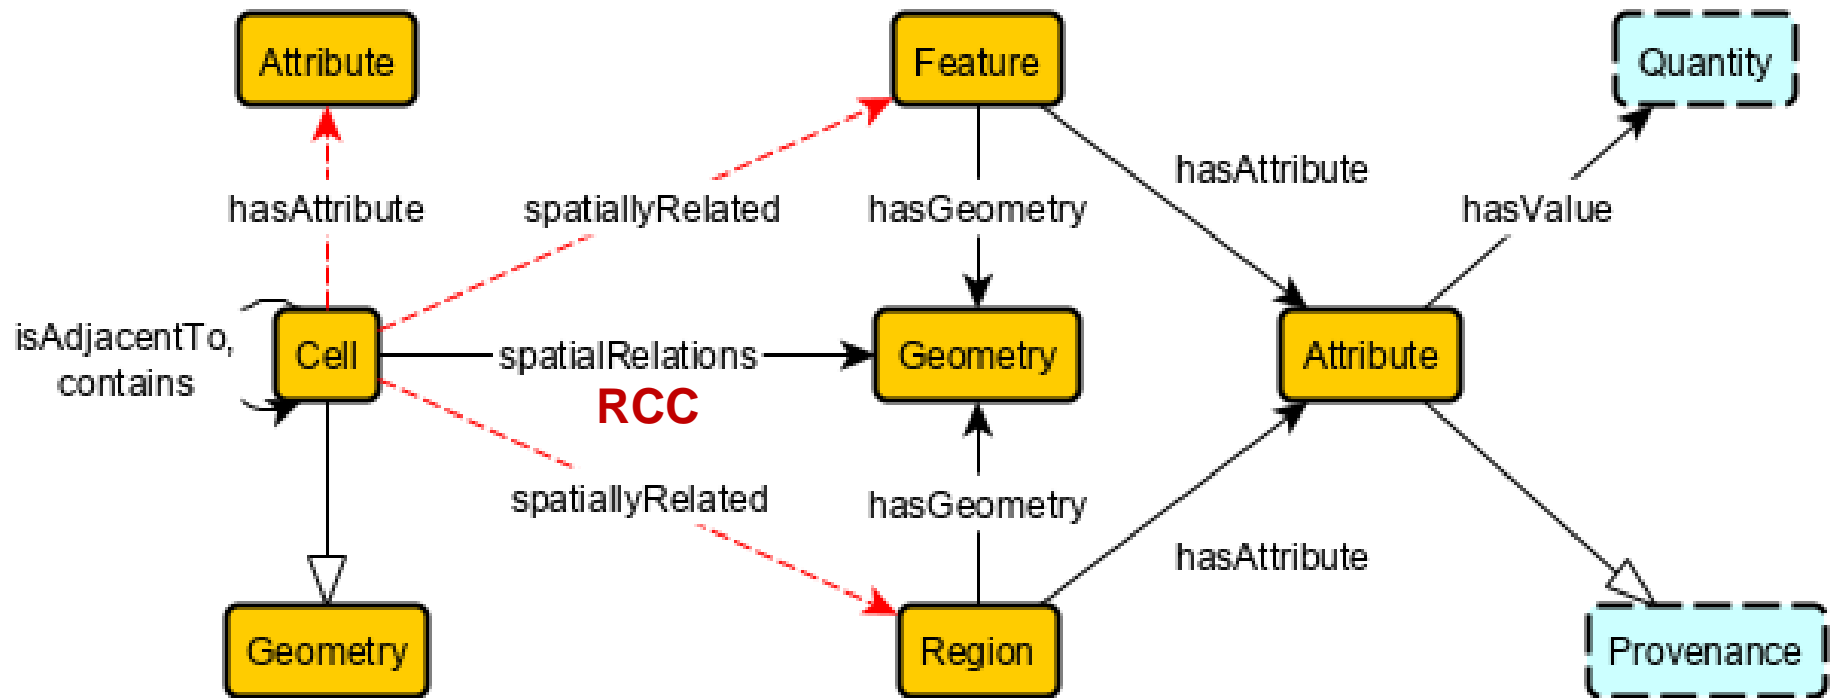 Attribute
Feature
Quantity
hasAttribute
hasAttribute
spatiallyRelated
hasGeometry
hasValue
isAdjacentTo,
contains
Cell
spatialRelations
RCC
Geometry
Attribute
spatiallyRelated
hasGeometry
hasAttribute
Geometry
Region
Provenance